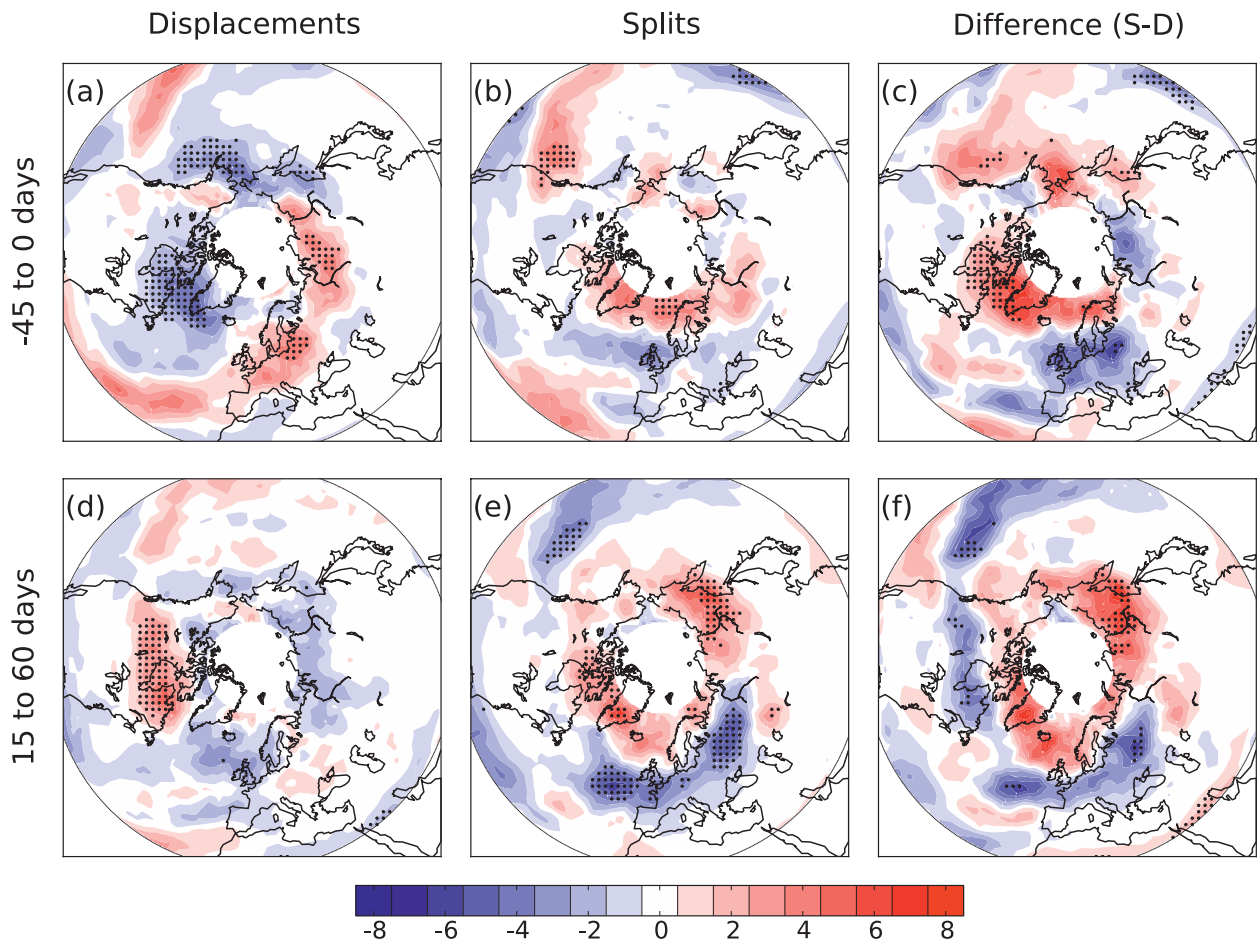 Displacements Splits Difference (S-D)
-45 to 0 days
(a) (b) (c)
15 to 60 days
(d) (e) (f)
-8 -6 -4 -2 0 2 4 6 8